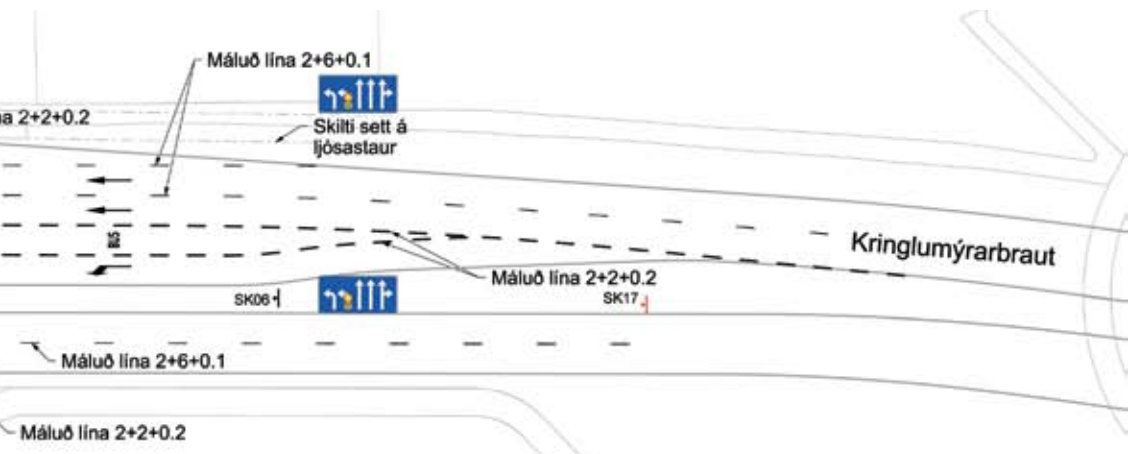 Máluð lína 2+6+0.1
na 2+2+0.2
Skilti sett á
ljósastaur
BUS
Kringlumýrarbraut
Máluð lína 2+2+0.2
SK06
SK17
Máluð lína 2+6+0.1
Máluð lína 2+2+0.2